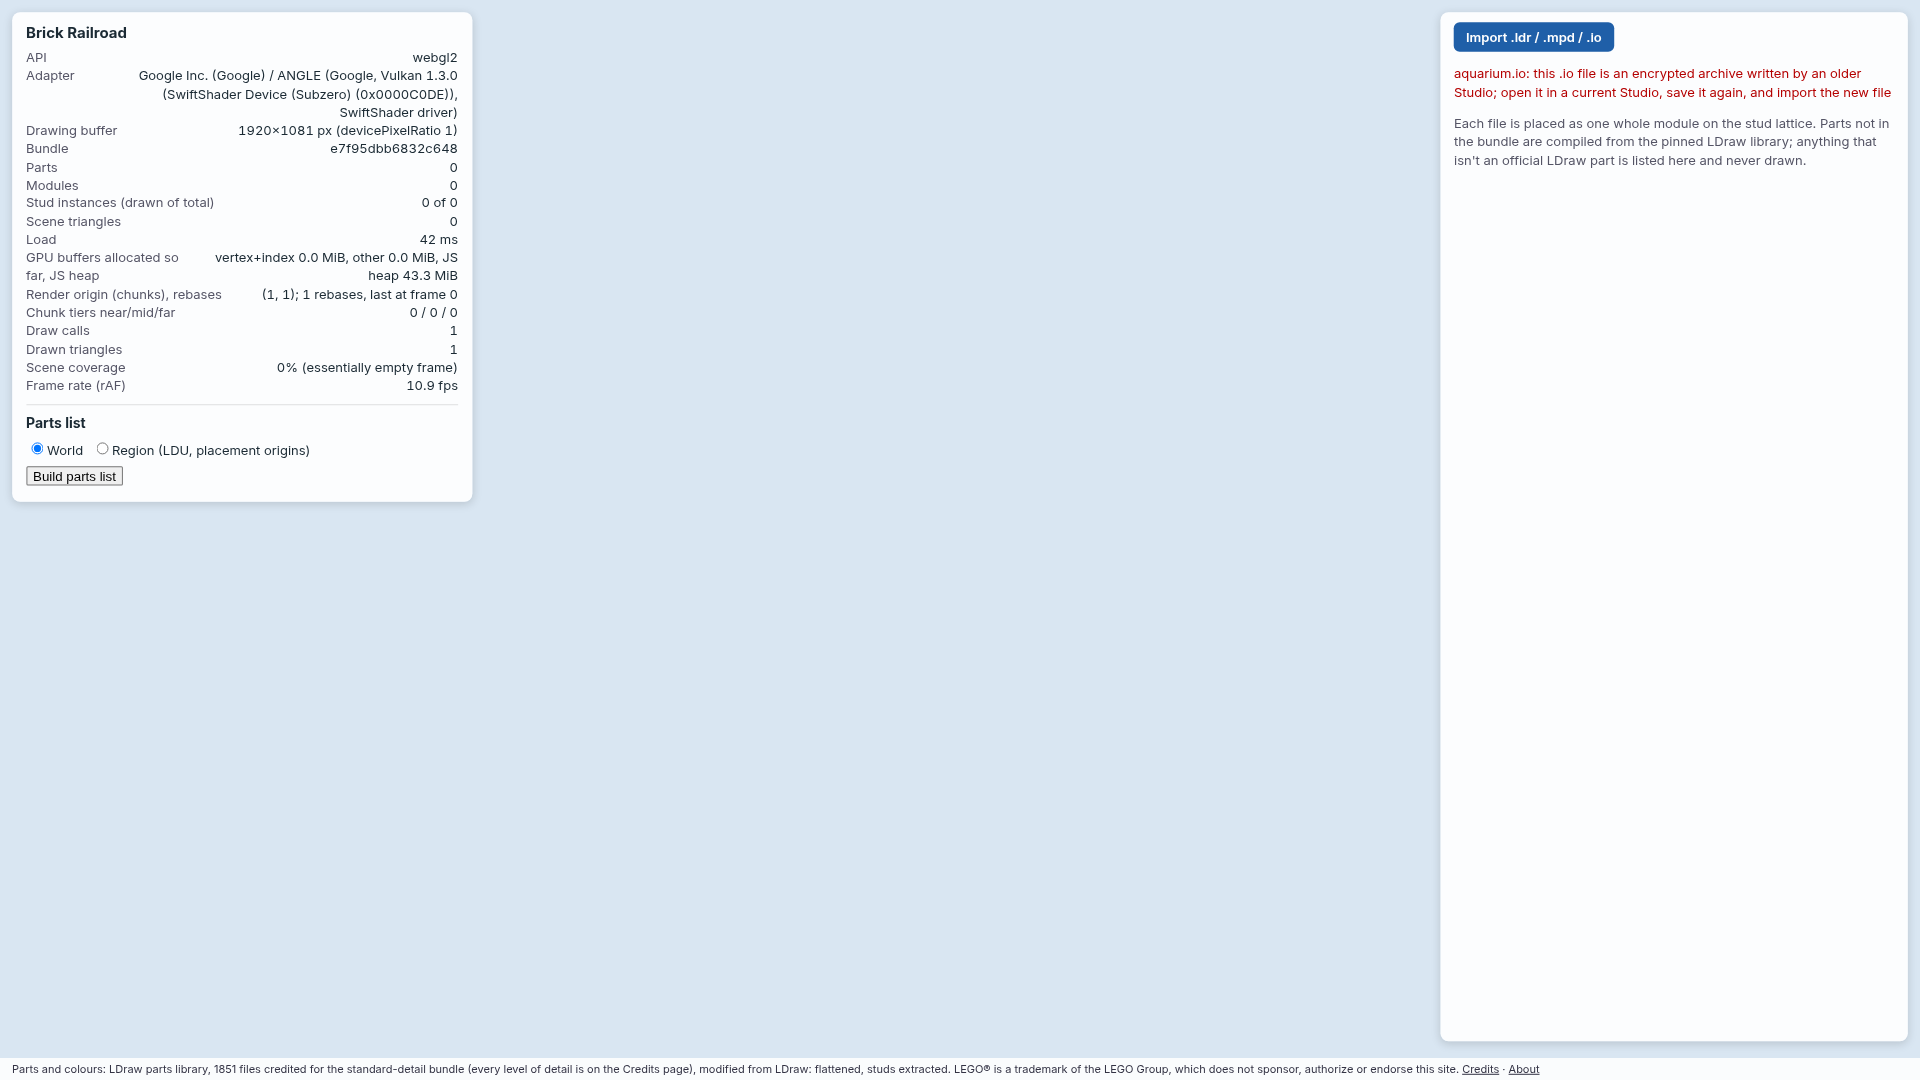 Brick Railroad
API webgl2
Adapter Google Inc. (Google) / ANGLE (Google, Vulkan 1.3.0
(SwiftShader Device (Subzero) (0x0000C0DE)),
SwiftShader driver)
Drawing buffer 1920×1081 px (devicePixelRatio 1)
Bundle e7f95dbb6832c648
Parts 0
Modules 0
Stud instances (drawn of total) 0 of 0
Scene triangles 0
Load 42 ms
GPU buffers allocated so vertex+index 0.0 MiB, other 0.0 MiB, JS
far, JS heap heap 43.3 MiB
Render origin (chunks), rebases (1, 1); 1 rebases, last at frame 0
Chunk tiers near/mid/far 0 / 0 / 0
Draw calls 1
Drawn triangles 1
Scene coverage 0% (essentially empty frame)
Frame rate (rAF) 10.9 fps
Parts list
World Region (LDU, placement origins)
Build parts list
Import .ldr / .mpd / .io
aquarium.io: this .io file is an encrypted archive written by an older
Studio; open it in a current Studio, save it again, and import the new file
Each file is placed as one whole module on the stud lattice. Parts not in
the bundle are compiled from the pinned LDraw library; anything that
isn't an official LDraw part is listed here and never drawn.
Parts and colours: LDraw parts library, 1851 files credited for the standard-detail bundle (every level of detail is on the Credits page), modified from LDraw: flattened, studs extracted. LEGO® is a trademark of the LEGO Group, which does not sponsor, authorize or endorse this site. Credits · About